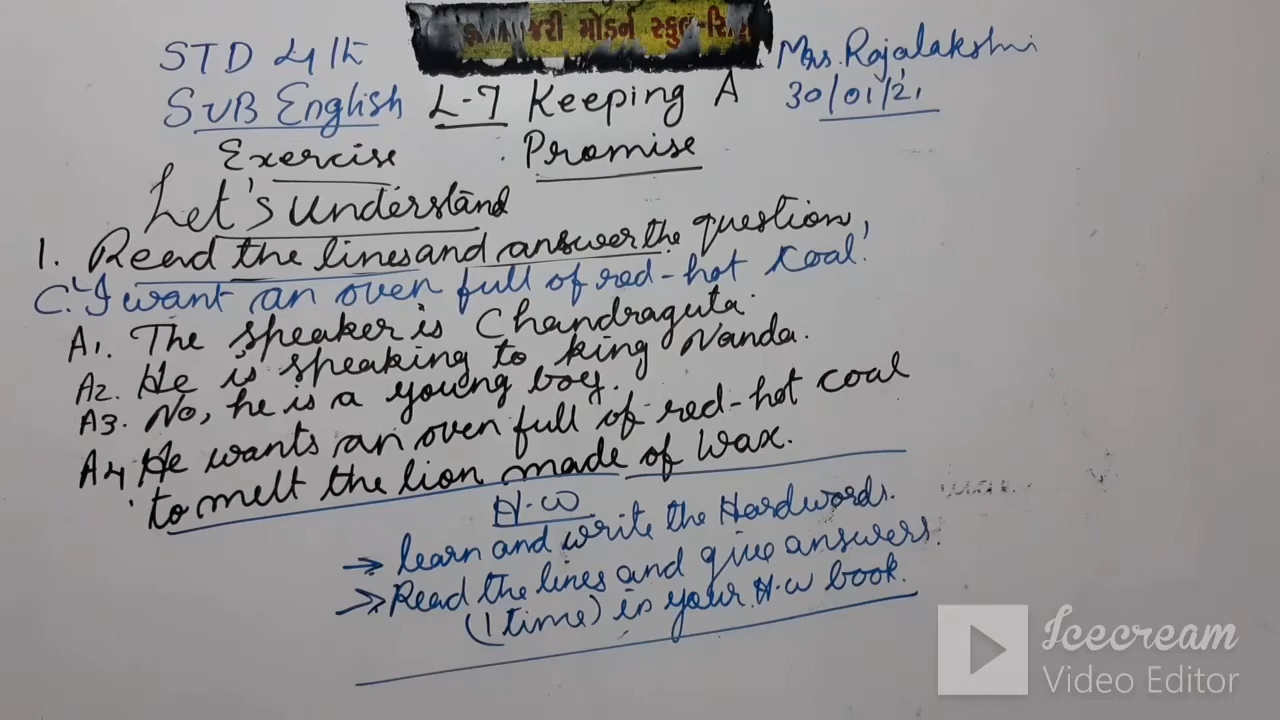 મોડર્ન સ્કુલ
STD 4th
Mrs. Rajalakshmi
SUB English L-7 Keeping A
30/01/21
Exercise Promise
Let's Understand
1. Read the lines and answer the question,
C. "I want an oven full of red-hot Koal."
A1. The speaker is Chandraguta.
A2. He is speaking to king Nanda.
A3. No, he is a young boy.
A4 He wants an oven full of red-hot coal
to melt the lion made of Wax.
H.W
→ learn and write the Hardwords.
→ Read the lines and give answers.
(1 time) in your H.W book.
Icecream
Video Editor